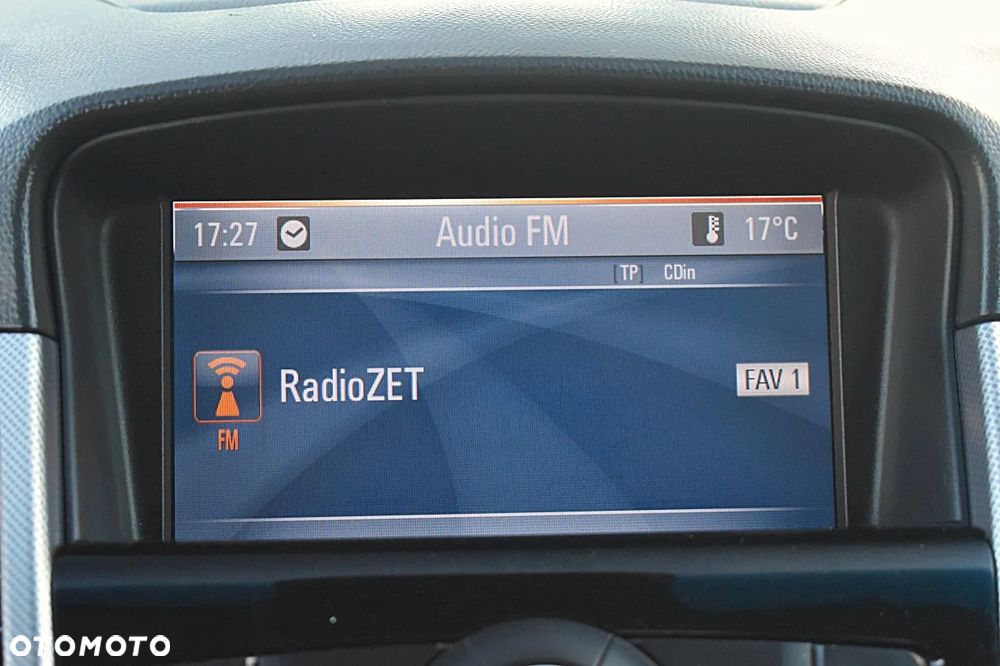 17:27 Audio FM 17°C
[TP] CDin
RadioZET FAV 1
FM
OTOMOTO